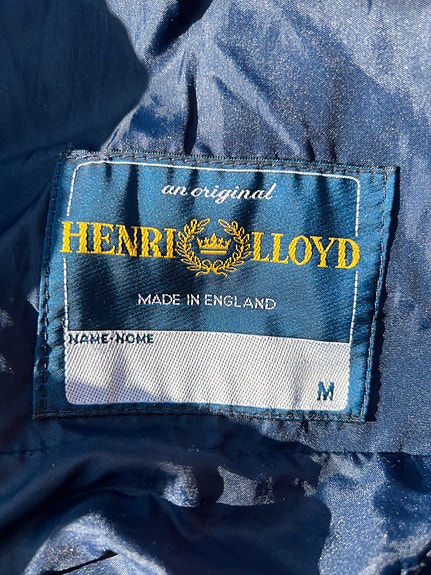 an original
HENRI LLOYD
MADE IN ENGLAND
NAME·NOME
M